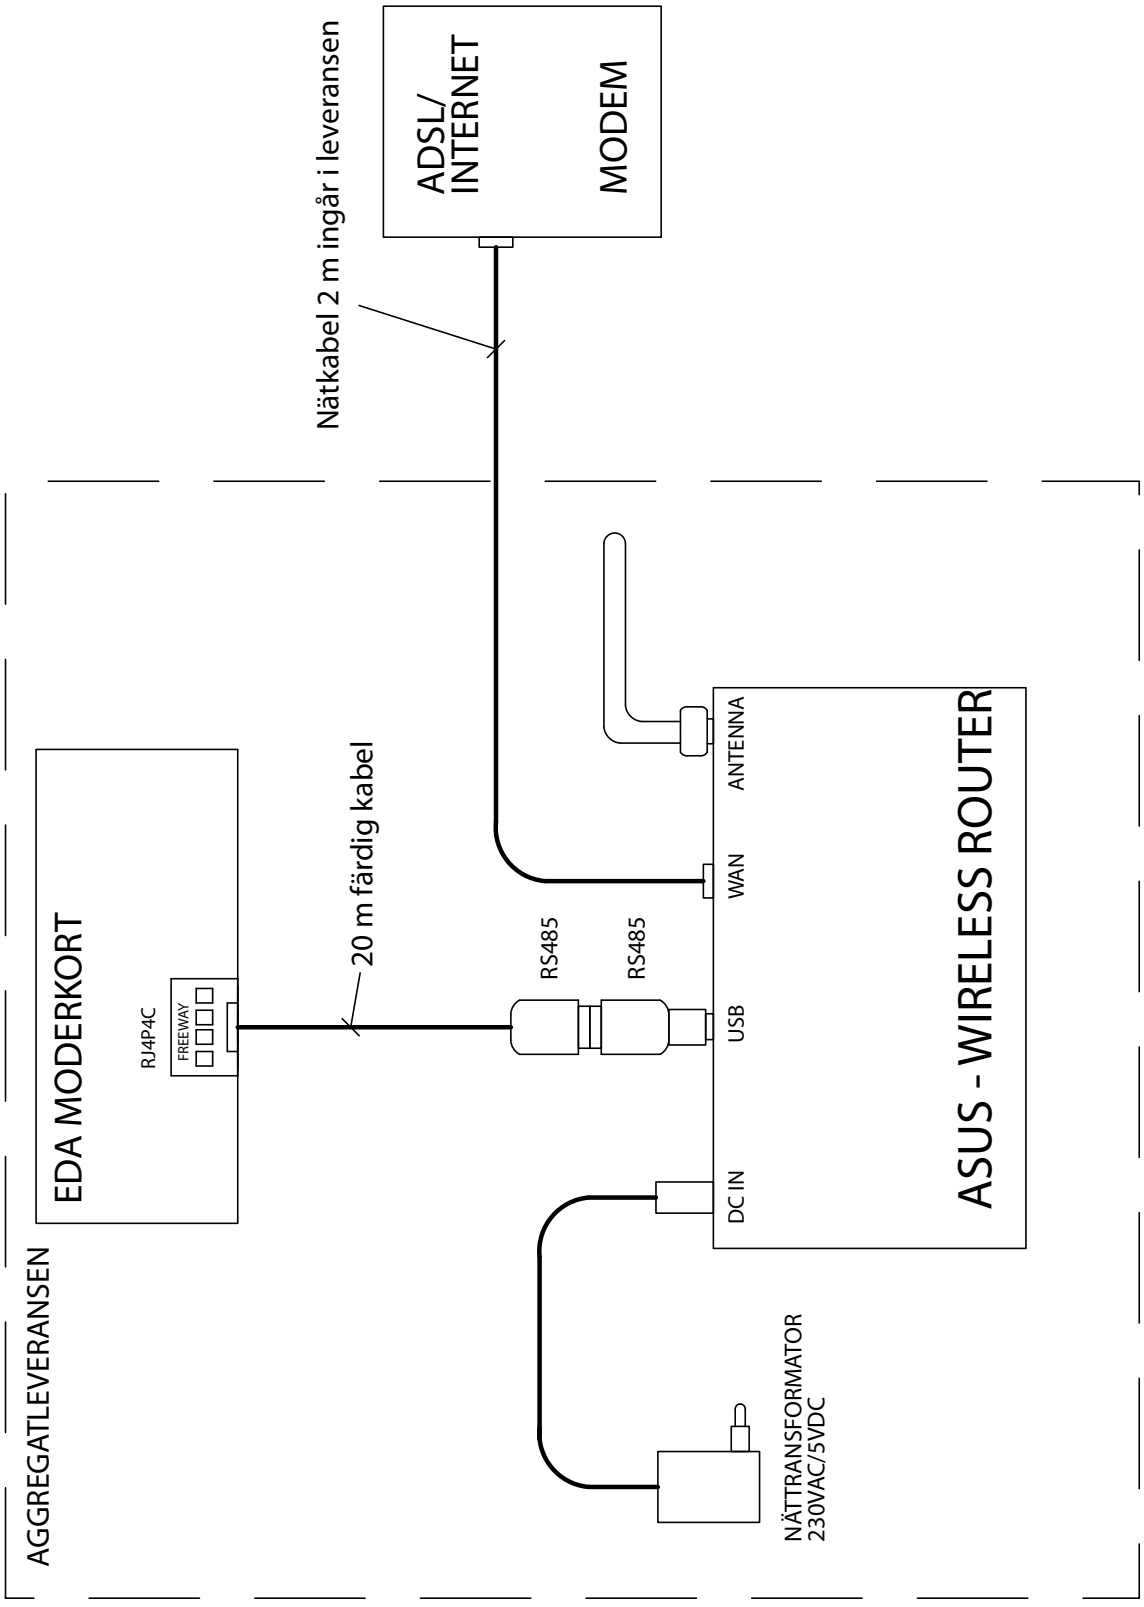 AGGREGATLEVERANSEN
EDA MODERKORT
RJ4P4C
FREEWAY
20 m färdig kabel
Nätkabel 2 m ingår i leveransen
ADSL/
INTERNET
MODEM
RS485
RS485
DC IN
USB
WAN
ANTENNA
ASUS - WIRELESS ROUTER
NÄTTRANSFORMATOR
230VAC/5VDC